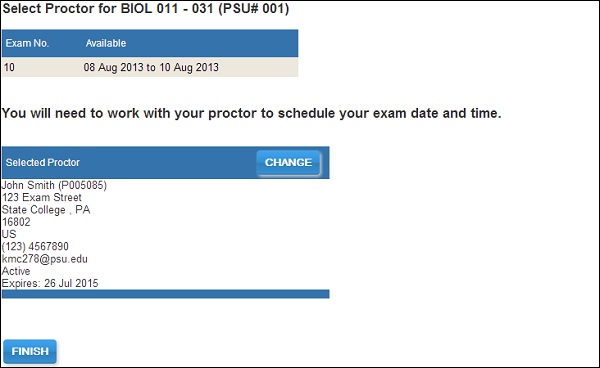 Select Proctor for BIOL 011 - 031 (PSU# 001)
Exam No. Available
10 08 Aug 2013 to 10 Aug 2013
You will need to work with your proctor to schedule your exam date and time.
Selected Proctor CHANGE
John Smith (P005085)
123 Exam Street
State College , PA
16802
US
(123) 4567890
kmc278@psu.edu
Active
Expires: 26 Jul 2015
FINISH